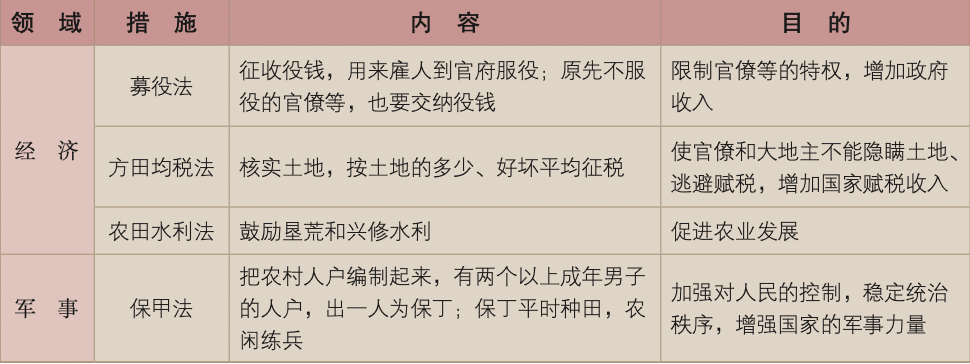 领 域 措 施 内 容 目 的
经 济
募役法
征收役钱，用来雇人到官府服役；原先不服
役的官僚等，也要交纳役钱
限制官僚等的特权，增加政府
收入
方田均税法
核实土地，按土地的多少、好坏平均征税
使官僚和大地主不能隐瞒土地、
逃避赋税，增加国家赋税收入
农田水利法
鼓励垦荒和兴修水利
促进农业发展
军 事
保甲法
把农村人户编制起来，有两个以上成年男子
的人户，出一人为保丁；保丁平时种田，农
闲练兵
加强对人民的控制，稳定统治
秩序，增强国家的军事力量